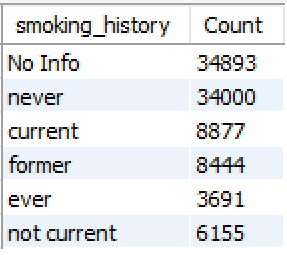 smoking_history Count
No Info 34893
never 34000
current 8877
former 8444
ever 3691
not current 6155